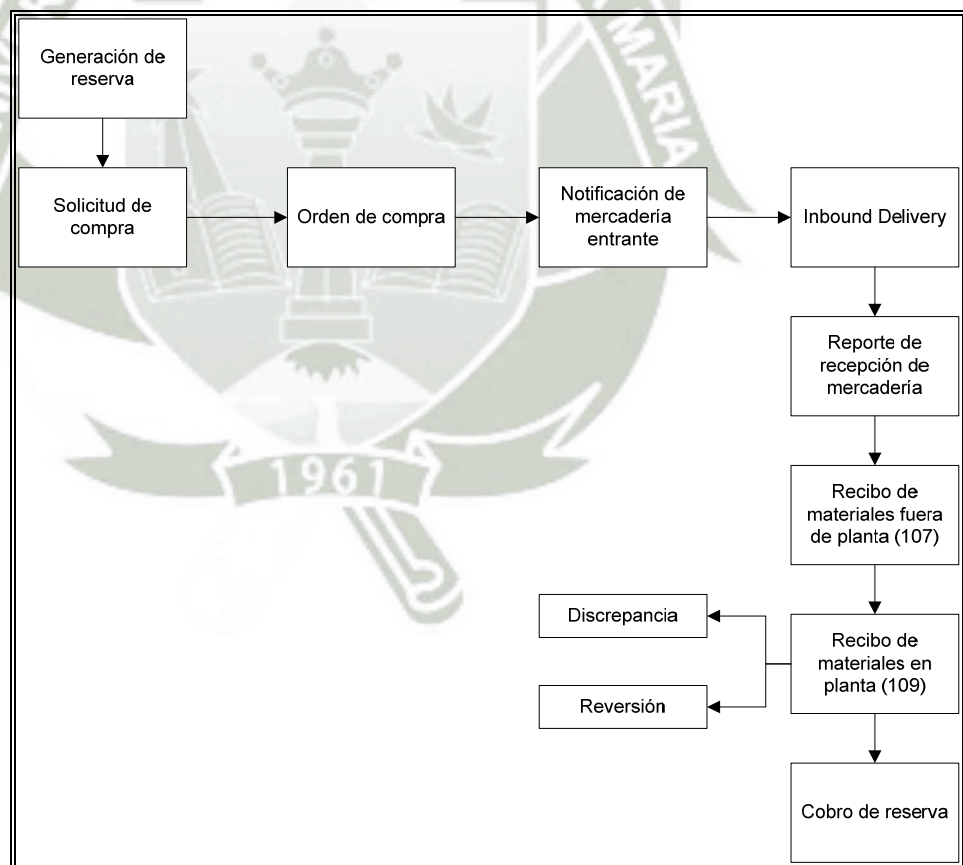 Generación de
reserva
MARIA
Solicitud de
compra
Orden de compra
Notificación de
mercadería
entrante
Inbound Delivery
Reporte de
recepción de
mercadería
1961
Recibo de
materiales fuera
de planta (107)
Discrepancia
Recibo de
materiales en
planta (109)
Reversión
Cobro de reserva